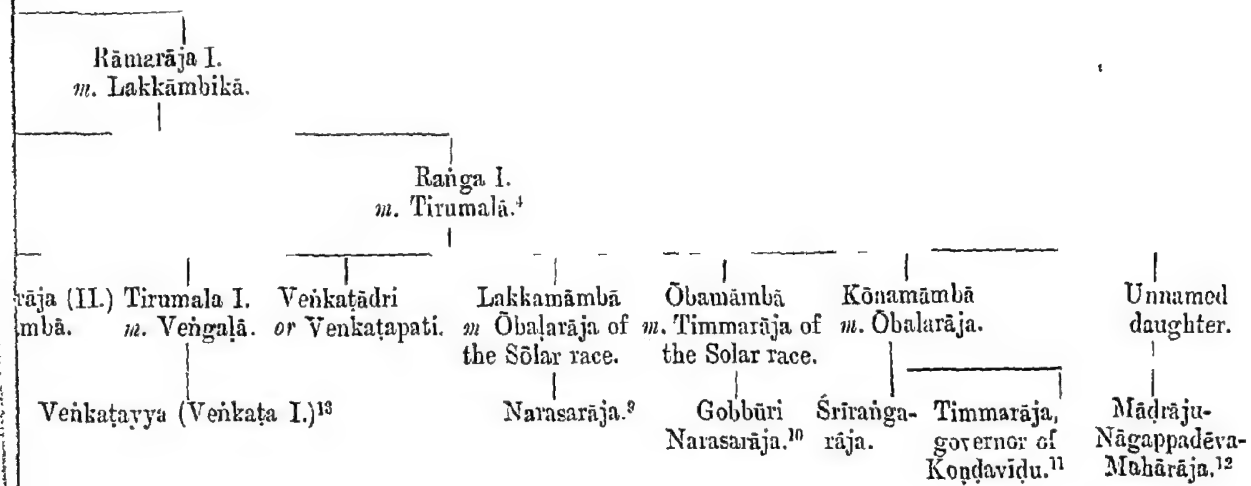 Rāmarāja I.
m. Lakkāmbikā.
Raṅga I.
m. Tirumalā.⁴
rāja (II.) Tirumala I. Veṅkaṭādri Lakkamāmbā Ōbamāmbā Kōnamāmbā Unnamed
mbā. m. Veṅgaḷā. or Venkaṭapati. m Ōbaḷarāja of m. Timmarāja of m. Ōbalarāja. daughter.
the Sōlar race. the Solar race.
Veṅkaṭayya (Veṅkaṭa I.)¹³ Narasarāja.⁹ Gobbūri Śrīraṅga- Timmarāja, Mādrāju-
Narasarāja.¹⁰ rāja. governor of Nāgappadēva-
Koṇḍavīḍu.¹¹ Mahārāja.¹²